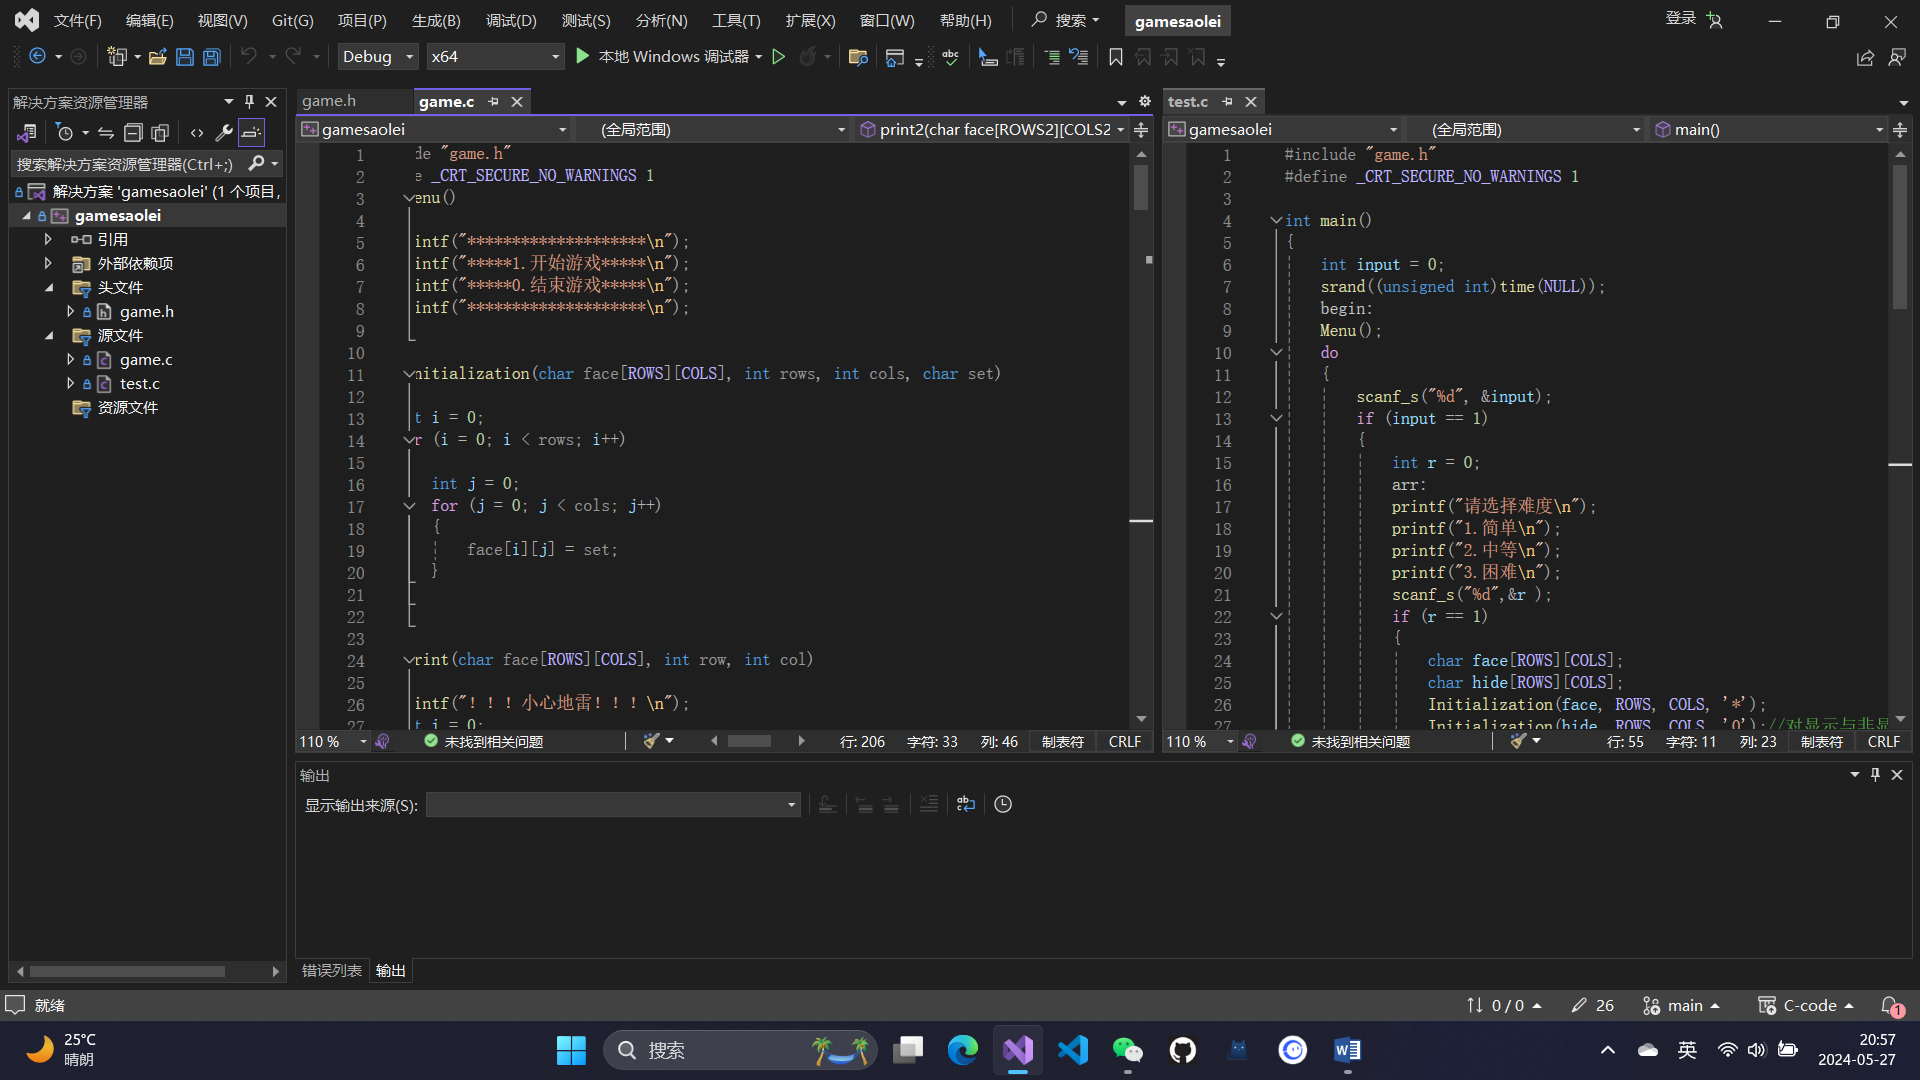 文件(F) 编辑(E) 视图(V) Git(G) 项目(P) 生成(B) 调试(D) 测试(S) 分析(N) 工具(T) 扩展(X) 窗口(W) 帮助(H) 搜索 gamesaolei 登录
Debug x64 本地 Windows 调试器
解决方案资源管理器
搜索解决方案资源管理器(Ctrl+;)
解决方案 'gamesaolei' (1 个项目,
gamesaolei
引用
外部依赖项
头文件
game.h
源文件
game.c
test.c
资源文件
game.h game.c
gamesaolei (全局范围) print2(char face[ROWS2][COLS2
1 de "game.h"
2 e _CRT_SECURE_NO_WARNINGS 1
3 enu()
4
5 intf("********************\n");
6 intf("*****1.开始游戏*****\n");
7 intf("*****0.结束游戏*****\n");
8 intf("********************\n");
9
10
11 nitialization(char face[ROWS][COLS], int rows, int cols, char set)
12
13 t i = 0;
14 r (i = 0; i < rows; i++)
15
16 int j = 0;
17 for (j = 0; j < cols; j++)
18 {
19 face[i][j] = set;
20 }
21
22
23
24 rint(char face[ROWS][COLS], int row, int col)
25
26 intf("！！！小心地雷！！！\n");
27 t i = 0;
110 % 未找到相关问题 行: 206 字符: 33 列: 46 制表符 CRLF
test.c
gamesaolei (全局范围) main()
1 #include "game.h"
2 #define _CRT_SECURE_NO_WARNINGS 1
3
4 int main()
5 {
6 int input = 0;
7 srand((unsigned int)time(NULL));
8 begin:
9 Menu();
10 do
11 {
12 scanf_s("%d", &input);
13 if (input == 1)
14 {
15 int r = 0;
16 arr:
17 printf("请选择难度\n");
18 printf("1.简单\n");
19 printf("2.中等\n");
20 printf("3.困难\n");
21 scanf_s("%d",&r );
22 if (r == 1)
23 {
24 char face[ROWS][COLS];
25 char hide[ROWS][COLS];
26 Initialization(face, ROWS, COLS, '*');
27 Initialization(hide, ROWS, COLS, '0');//对显示与非显
110 % 未找到相关问题 行: 55 字符: 11 列: 23 制表符 CRLF
输出
显示输出来源(S):
错误列表 输出
就绪 0 / 0 26 main C-code 1
25°C
晴朗
搜索
英
20:57
2024-05-27